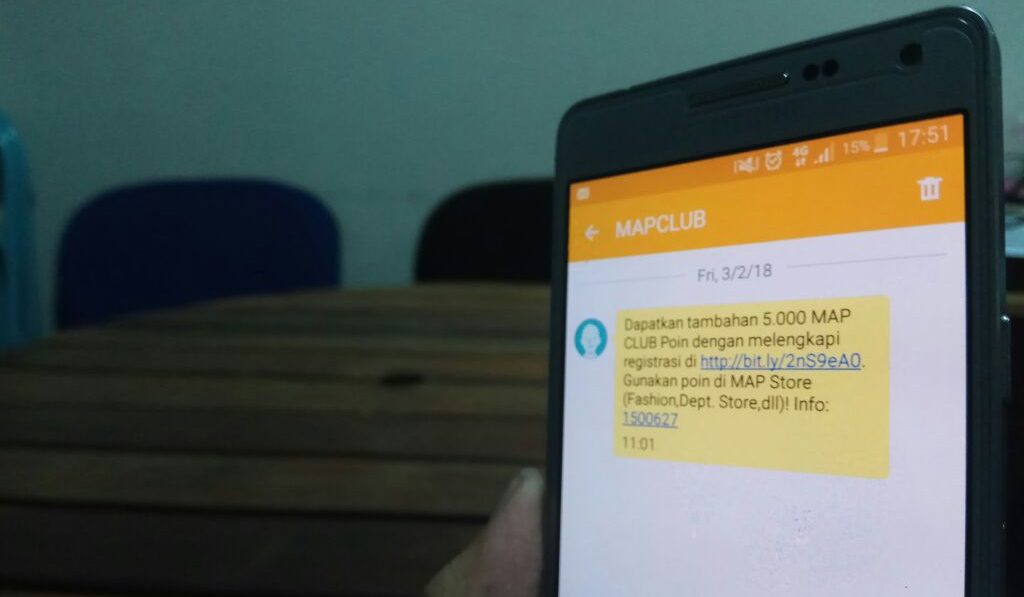 4G 15% 17:51
MAPCLUB
Fri, 3/2/18
Dapatkan tambahan 5.000 MAP
CLUB Poin dengan melengkapi
registrasi di http://bit.ly/2nS9eA0.
Gunakan poin di MAP Store
(Fashion,Dept. Store,dll)! Info:
1500627
11:01